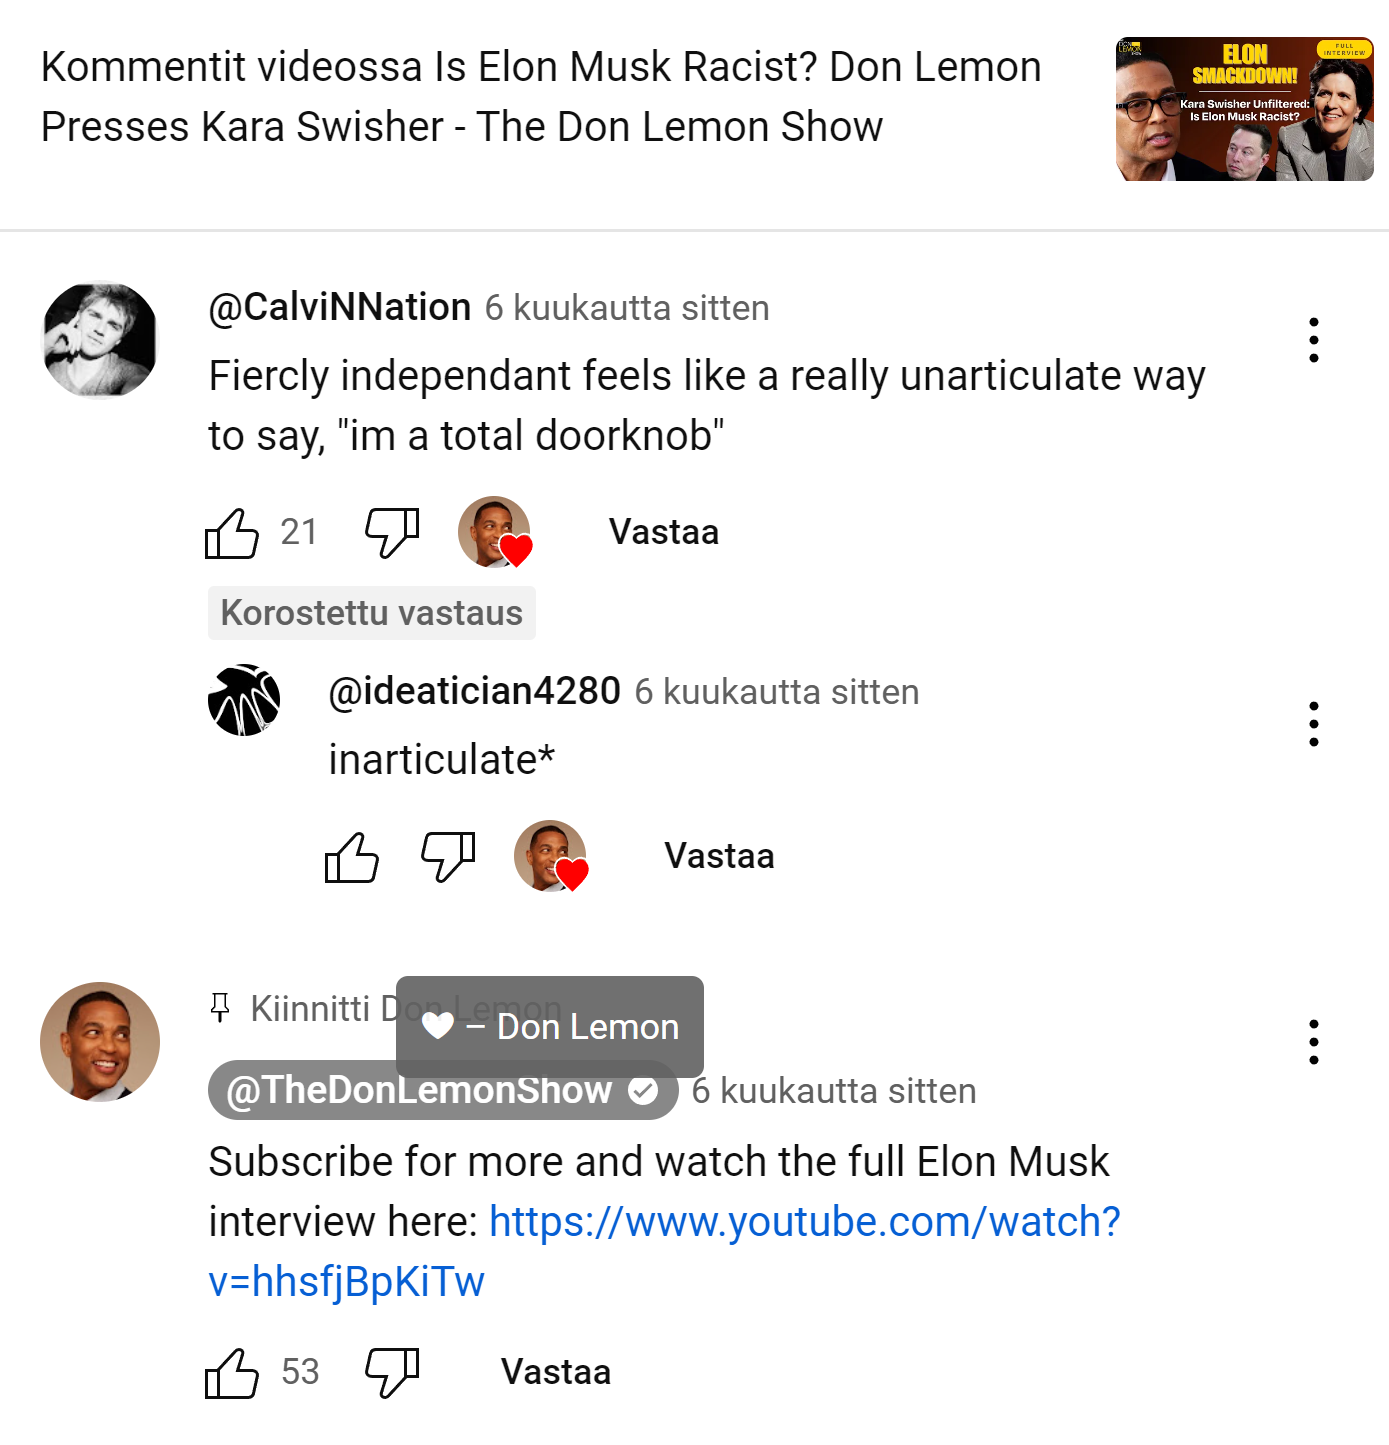 Kommentit videossa Is Elon Musk Racist? Don Lemon
Presses Kara Swisher - The Don Lemon Show
DON
LEMON
SHOW
ELON
SMACKDOWN!
FULL
INTERVIEW
Kara Swisher Unfiltered:
Is Elon Musk Racist?
@CalviNNation 6 kuukautta sitten
Fiercly independant feels like a really unarticulate way
to say, "im a total doorknob"
21 Vastaa
Korostettu vastaus
@ideatician4280 6 kuukautta sitten
inarticulate*
Vastaa
Kiinnitti Don Lemon
– Don Lemon
@TheDonLemonShow 6 kuukautta sitten
Subscribe for more and watch the full Elon Musk
interview here: https://www.youtube.com/watch?
v=hhsfjBpKiTw
53 Vastaa